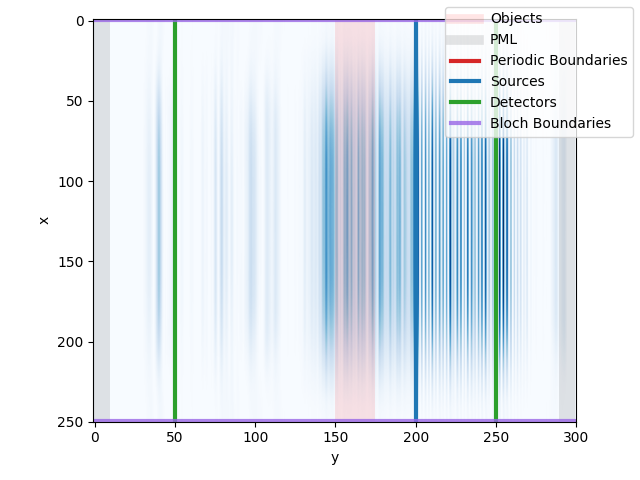 Objects
PML
Periodic Boundaries
Sources
Detectors
Bloch Boundaries
0
50
100
150
200
250
x
0 50 100 150 200 250 300
y